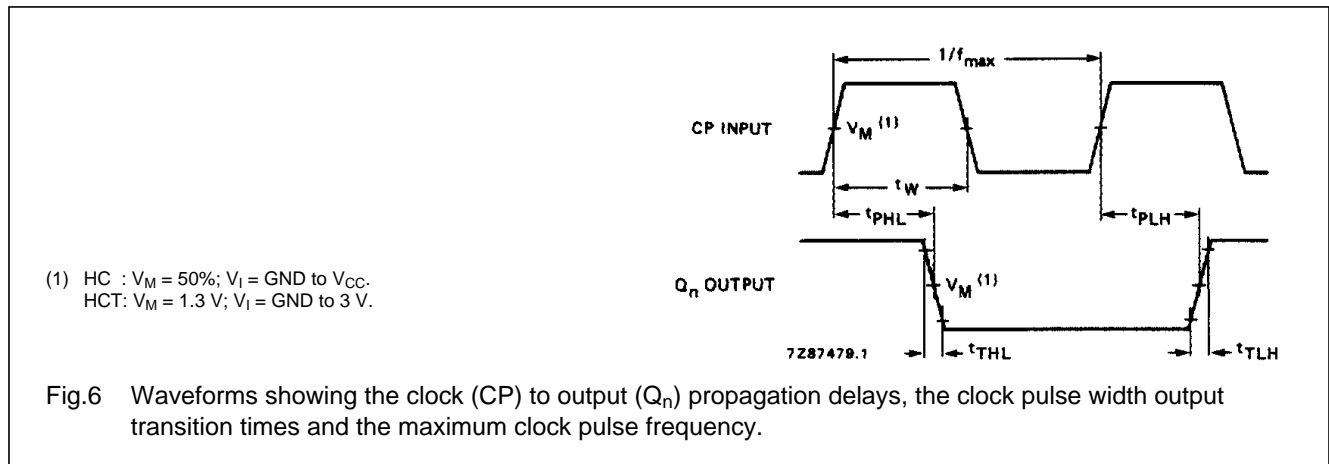 1/fmax
CP INPUT
VM (1)
tW
tPHL
tPLH
(1) HC : VM = 50%; VI = GND to VCC.
HCT: VM = 1.3 V; VI = GND to 3 V.
Qn OUTPUT
VM (1)
7Z87479.1
tTHL
tTLH
Fig.6 Waveforms showing the clock (CP) to output (Qn) propagation delays, the clock pulse width output
transition times and the maximum clock pulse frequency.